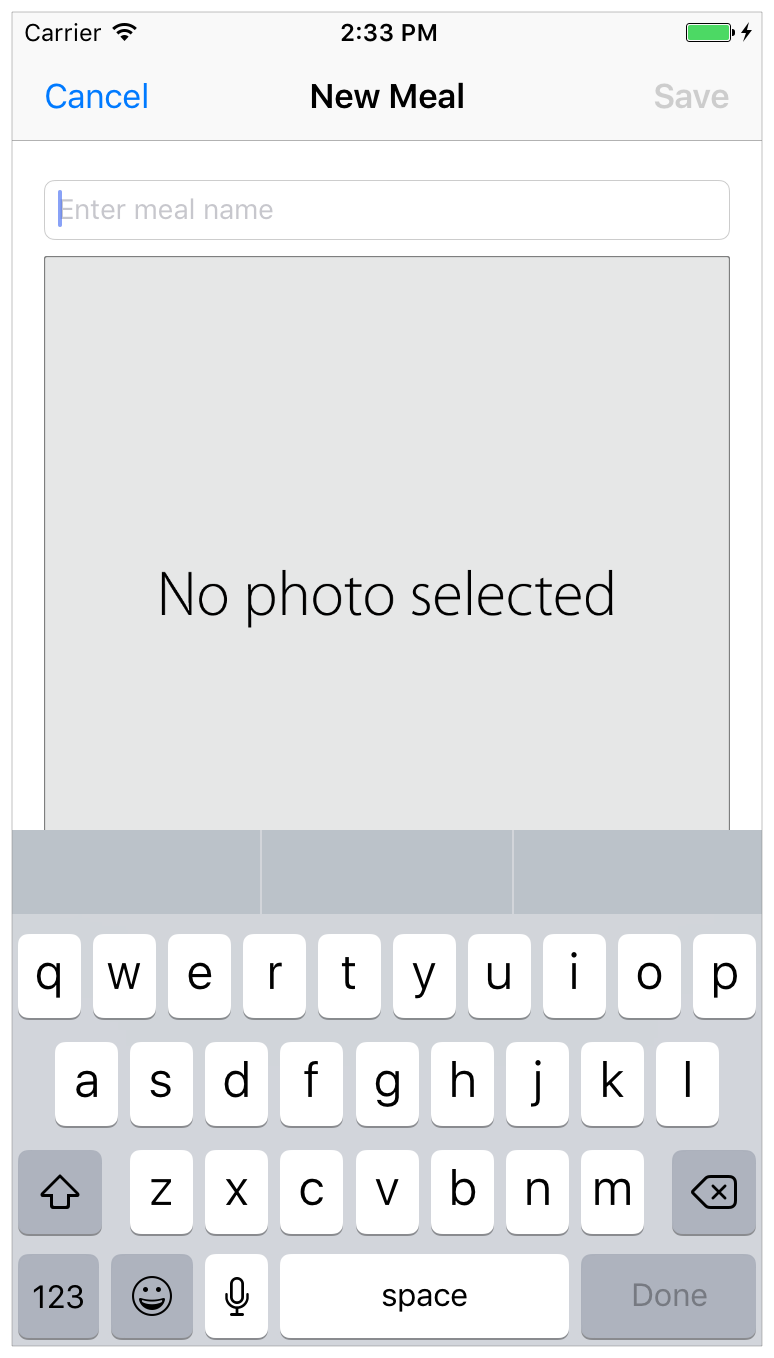 Carrier 2:33 PM
Cancel New Meal Save
Enter meal name
No photo selected
q w e r t y u i o p
a s d f g h j k l
z x c v b n m
123 space Done